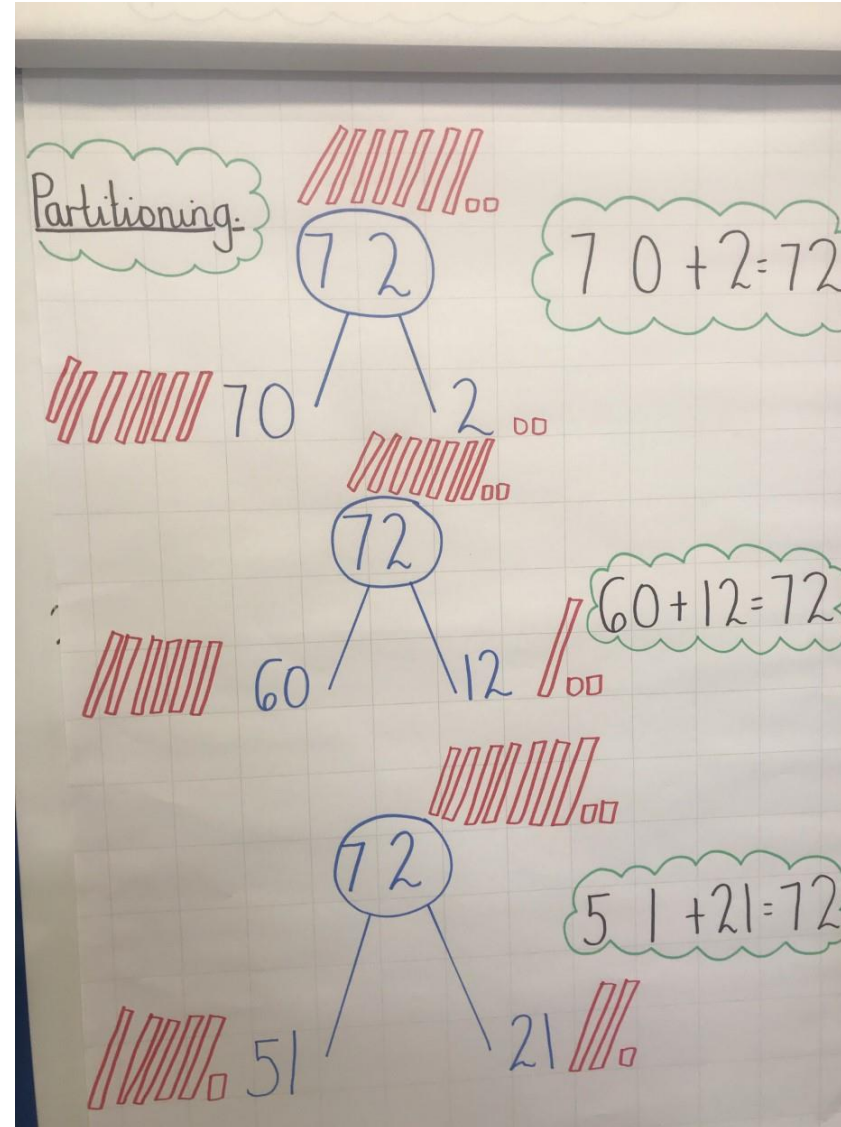 Partitioning.
72
70 + 2 = 72
70 2
72
60 + 12 = 72
60 12
72
51 + 21 = 72
51 21